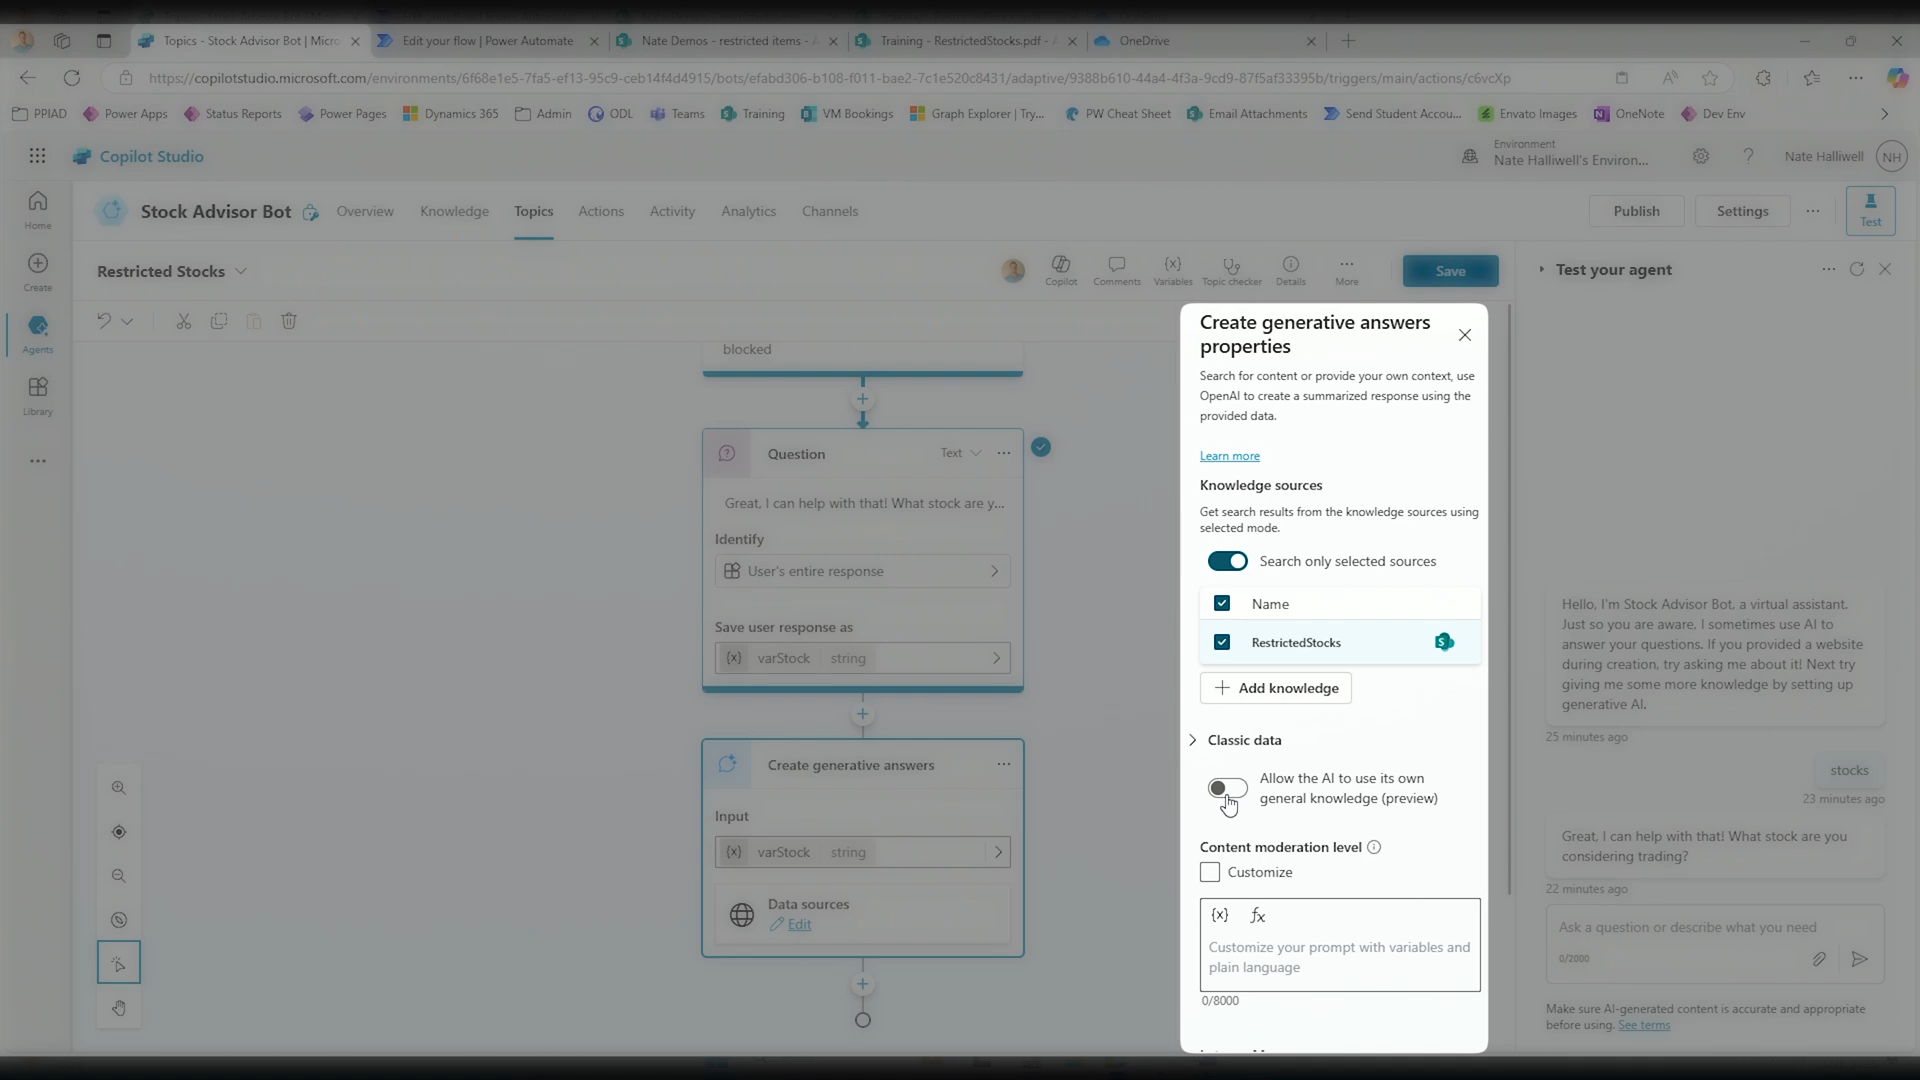 Topics - Stock Advisor Bot | Micro
Edit your flow | Power Automate
Nate Demos - restricted items - A
Training - RestrictedStocks.pdf - A
OneDrive
https://copilotstudio.microsoft.com/environments/6f68e1e5-7fa5-ef13-95c9-ceb14f4d4915/bots/efabd306-b108-f011-bae2-7c1e520c8431/adaptive/9388b610-44a4-4f3a-9cd9-87f5af33395b/triggers/main/actions/c6vcXp
PPIAD
Power Apps
Status Reports
Power Pages
Dynamics 365
Admin
ODL
Teams
Training
VM Bookings
Graph Explorer | Try...
PW Cheat Sheet
Email Attachments
Send Student Accou...
Envato Images
OneNote
Dev Env
Copilot Studio
Environment
Nate Halliwell's Environ...
Nate Halliwell
NH
Home
Create
Agents
Library
Stock Advisor Bot
Overview
Knowledge
Topics
Actions
Activity
Analytics
Channels
Publish
Settings
Test
Restricted Stocks
Copilot
Comments
Variables
Topic checker
Details
More
Save
blocked
Question
Text
Great, I can help with that! What stock are y...
Identify
User's entire response
Save user response as
{x} varStock string
Create generative answers
Input
{x} varStock string
Data sources
Edit
Create generative answers
properties
Search for content or provide your own context, use
OpenAI to create a summarized response using the
provided data.
Learn more
Knowledge sources
Get search results from the knowledge sources using
selected mode.
Search only selected sources
Name
RestrictedStocks
Add knowledge
Classic data
Allow the AI to use its own
general knowledge (preview)
Content moderation level
Customize
{x} fx
Customize your prompt with variables and
plain language
0/8000
Test your agent
Hello, I'm Stock Advisor Bot, a virtual assistant.
Just so you are aware, I sometimes use AI to
answer your questions. If you provided a website
during creation, try asking me about it! Next try
giving me some more knowledge by setting up
generative AI.
25 minutes ago
stocks
23 minutes ago
Great, I can help with that! What stock are you
considering trading?
22 minutes ago
Ask a question or describe what you need
0/2000
Make sure AI-generated content is accurate and appropriate
before using. See terms